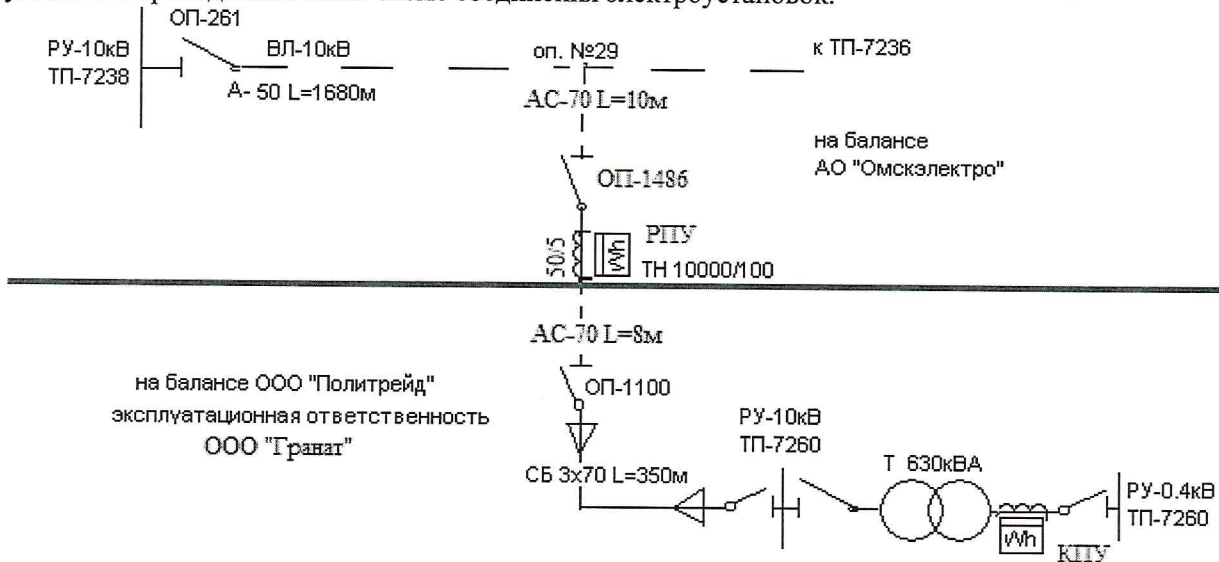 соединены электроустановок.
ОП-261
РУ-10кВ
ТП-7238
ВЛ-10кВ
А- 50 L=1680м
оп. №29
к ТП-7236
АС-70 L=10м
на балансе
АО "Омскэлектро"
ОП-1486
50/5
Wh
РПУ
ТН 10000/100
АС-70 L=8м
на балансе ООО "Политрейд"
эксплуатационная ответственность
ООО "Гранат"
ОП-1100
РУ-10кВ
ТП-7260
СБ 3х70 L=350м
Т 630кВА
РУ-0.4кВ
ТП-7260
Wh
КПУ